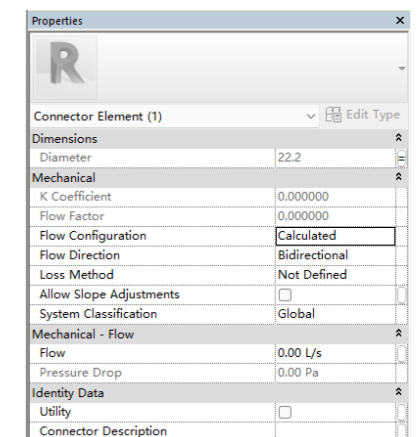 Properties
Connector Element (1)
Edit Type
Dimensions
Diameter 22.2
Mechanical
K Coefficient 0.000000
Flow Factor 0.000000
Flow Configuration Calculated
Flow Direction Bidirectional
Loss Method Not Defined
Allow Slope Adjustments
System Classification Global
Mechanical - Flow
Flow 0.00 L/s
Pressure Drop 0.00 Pa
Identity Data
Utility
Connector Description